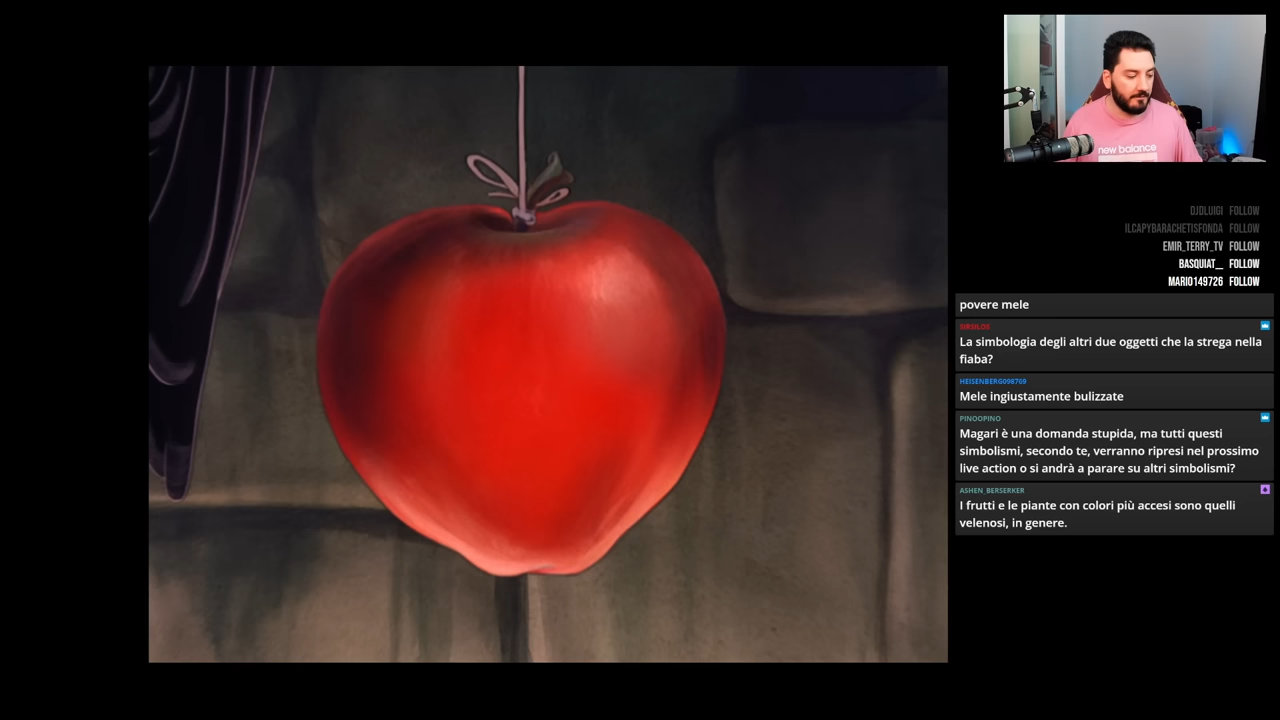 new balance
DJDLUIGI FOLLOW
ILCAPYBARACHETISFONDA FOLLOW
EMIR_TERRY_TV FOLLOW
BASQUIAT__ FOLLOW
MARIO149726 FOLLOW
povere mele
La simbologia degli altri due oggetti che la strega nella
fiaba?
HEISENBERG098769
Mele ingiustamente bulizzate
PINOOPINO
Magari è una domanda stupida, ma tutti questi
simbolismi, secondo te, verranno ripresi nel prossimo
live action o si andrà a parare su altri simbolismi?
ASHEN_BERSERKER
I frutti e le piante con colori più accesi sono quelli
velenosi, in genere.